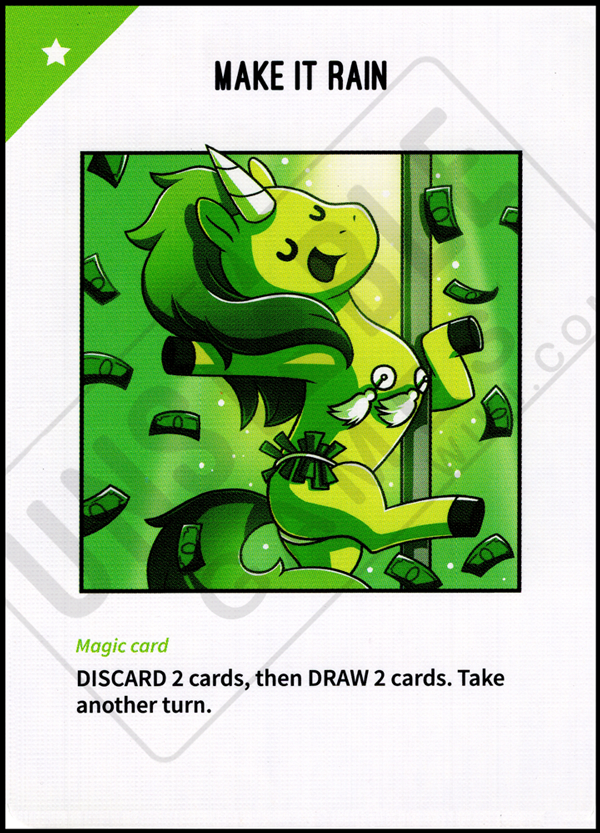 MAKE IT RAIN
Magic card
DISCARD 2 cards, then DRAW 2 cards. Take
another turn.